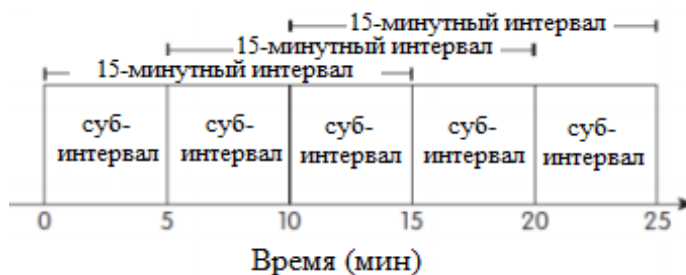 15-минутный интервал
15-минутный интервал
15-минутный интервал
суб-
интервал
суб-
интервал
суб-
интервал
суб-
интервал
суб-
интервал
0 5 10 15 20 25
Время (мин)